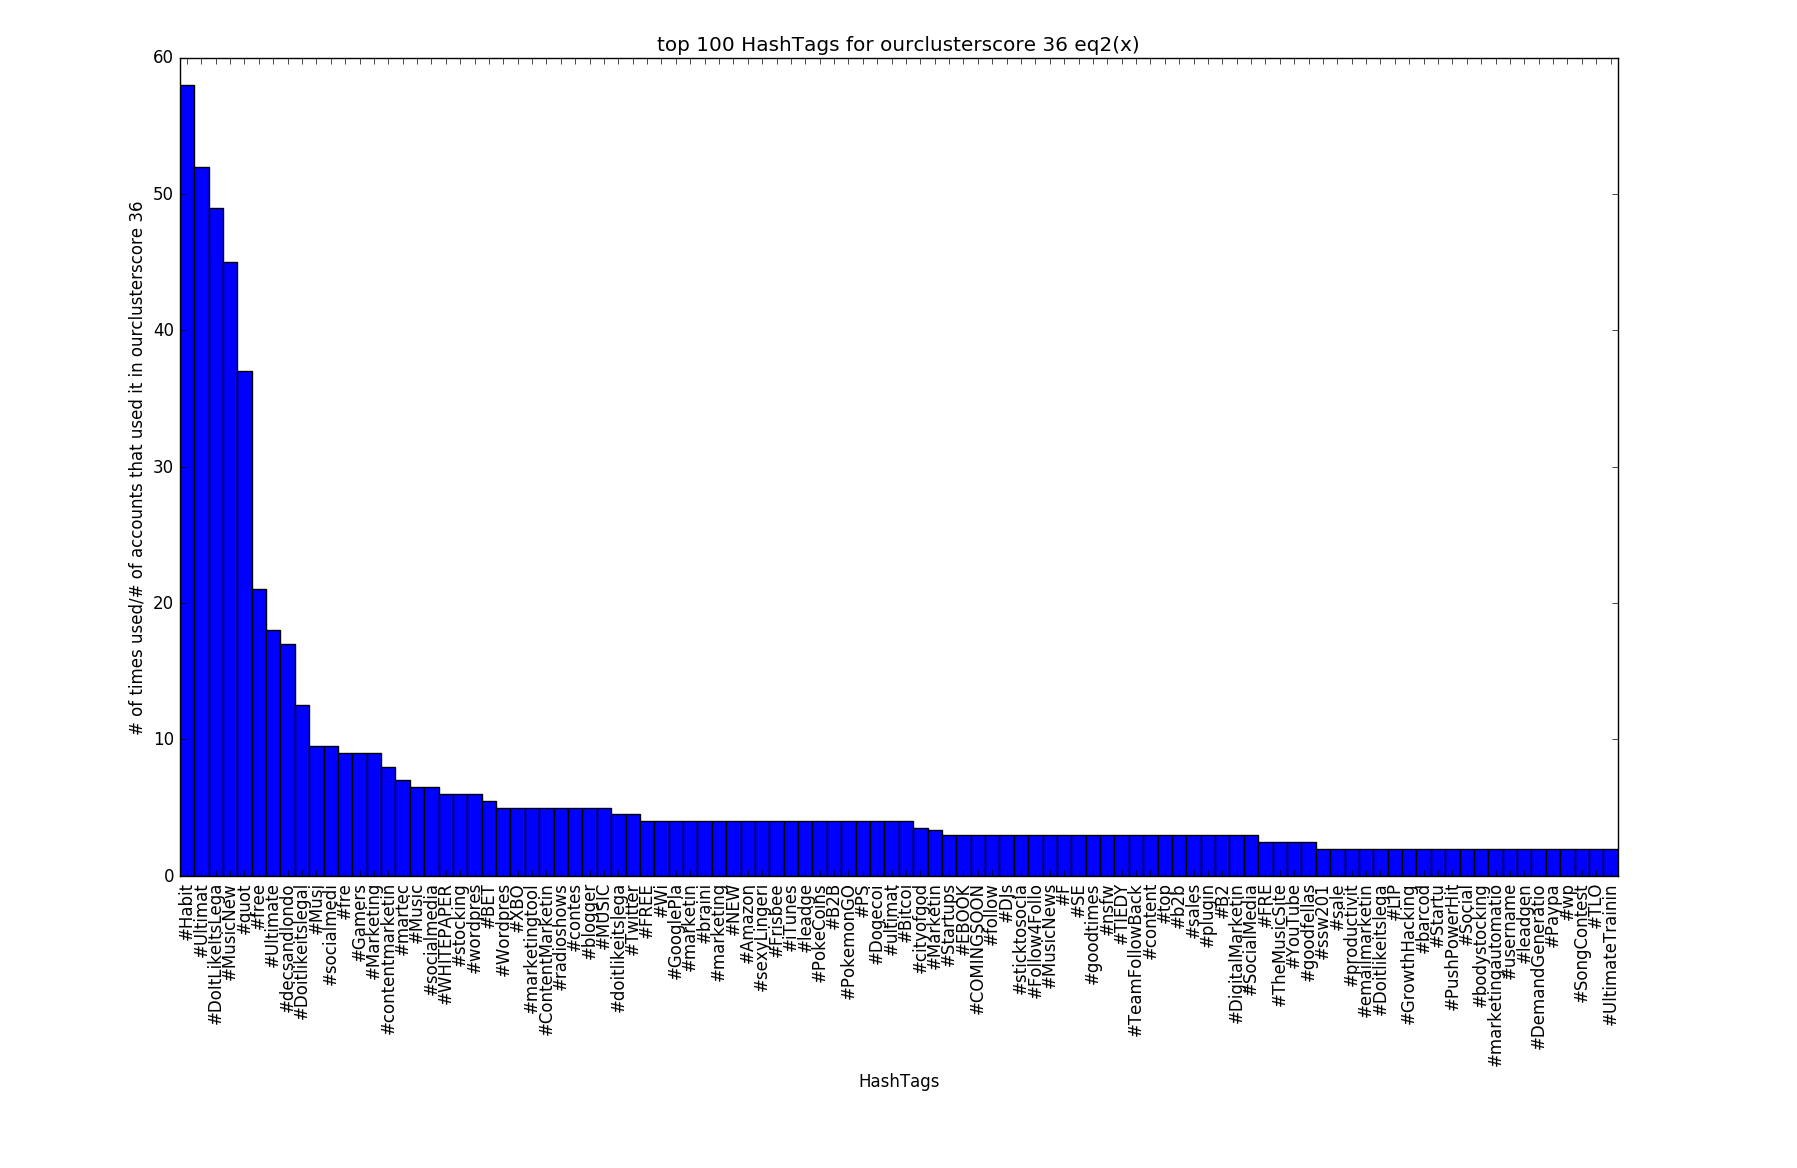 top 100 HashTags for ourclusterscore 36 eq2(x)
# of times used/# of accounts that used it in ourclusterscore 36
60
50
40
30
20
10
0
#Habit
#Ultimat
#DoItLikeItsLega
#MusicNew
#quot
#free
#Ultimate
#decsandlondo
#Doitlikeitslegal
#Musi
#socialmedi
#fre
#Gamers
#Marketing
#contentmarketin
#martec
#Music
#socialmedia
#WHITEPAPER
#stocking
#wordpres
#BET
#Wordpres
#XBO
#marketingtool
#ContentMarketin
#radioshows
#contes
#blogger
#MUSIC
#doitlikeitslega
#Twitter
#FREE
#Wi
#GooglePla
#marketin
#braini
#marketing
#NEW
#Amazon
#sexyLingeri
#Frisbee
#iTunes
#leadge
#PokeCoins
#B2B
#PokemonGO
#PS
#Dogecoi
#ultimat
#Bitcoi
#cityofgod
#Marketin
#Startups
#EBOOK
#COMINGSOON
#follow
#DJs
#sticktosocia
#Follow4Follo
#MusicNews
#F
#SE
#goodtimes
#nsfw
#TIEDY
#TeamFollowBack
#content
#top
#b2b
#sales
#plugin
#B2
#DigitalMarketin
#SocialMedia
#FRE
#TheMusicSite
#YouTube
#goodfellas
#ssw201
#sale
#productivit
#emailmarketin
#Doitlikeitslega
#LIP
#GrowthHacking
#barcod
#Startu
#PushPowerHit
#Social
#bodystocking
#marketingautomatio
#username
#leadgen
#DemandGeneratio
#Paypa
#wp
#SongContest
#TLO
#UltimateTrainin
HashTags